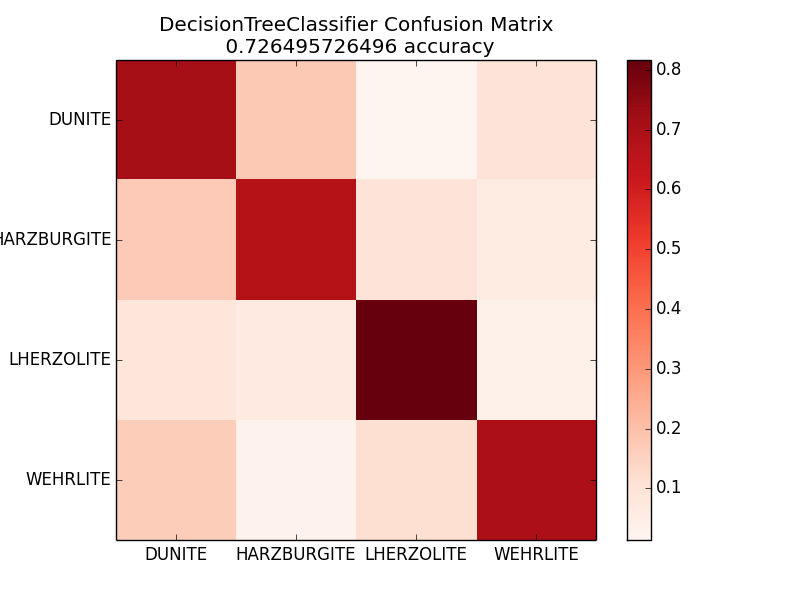 DecisionTreeClassifier Confusion Matrix
0.726495726496 accuracy
DUNITE
HARZBURGITE
LHERZOLITE
WEHRLITE
DUNITE HARZBURGITE LHERZOLITE WEHRLITE
0.8
0.7
0.6
0.5
0.4
0.3
0.2
0.1